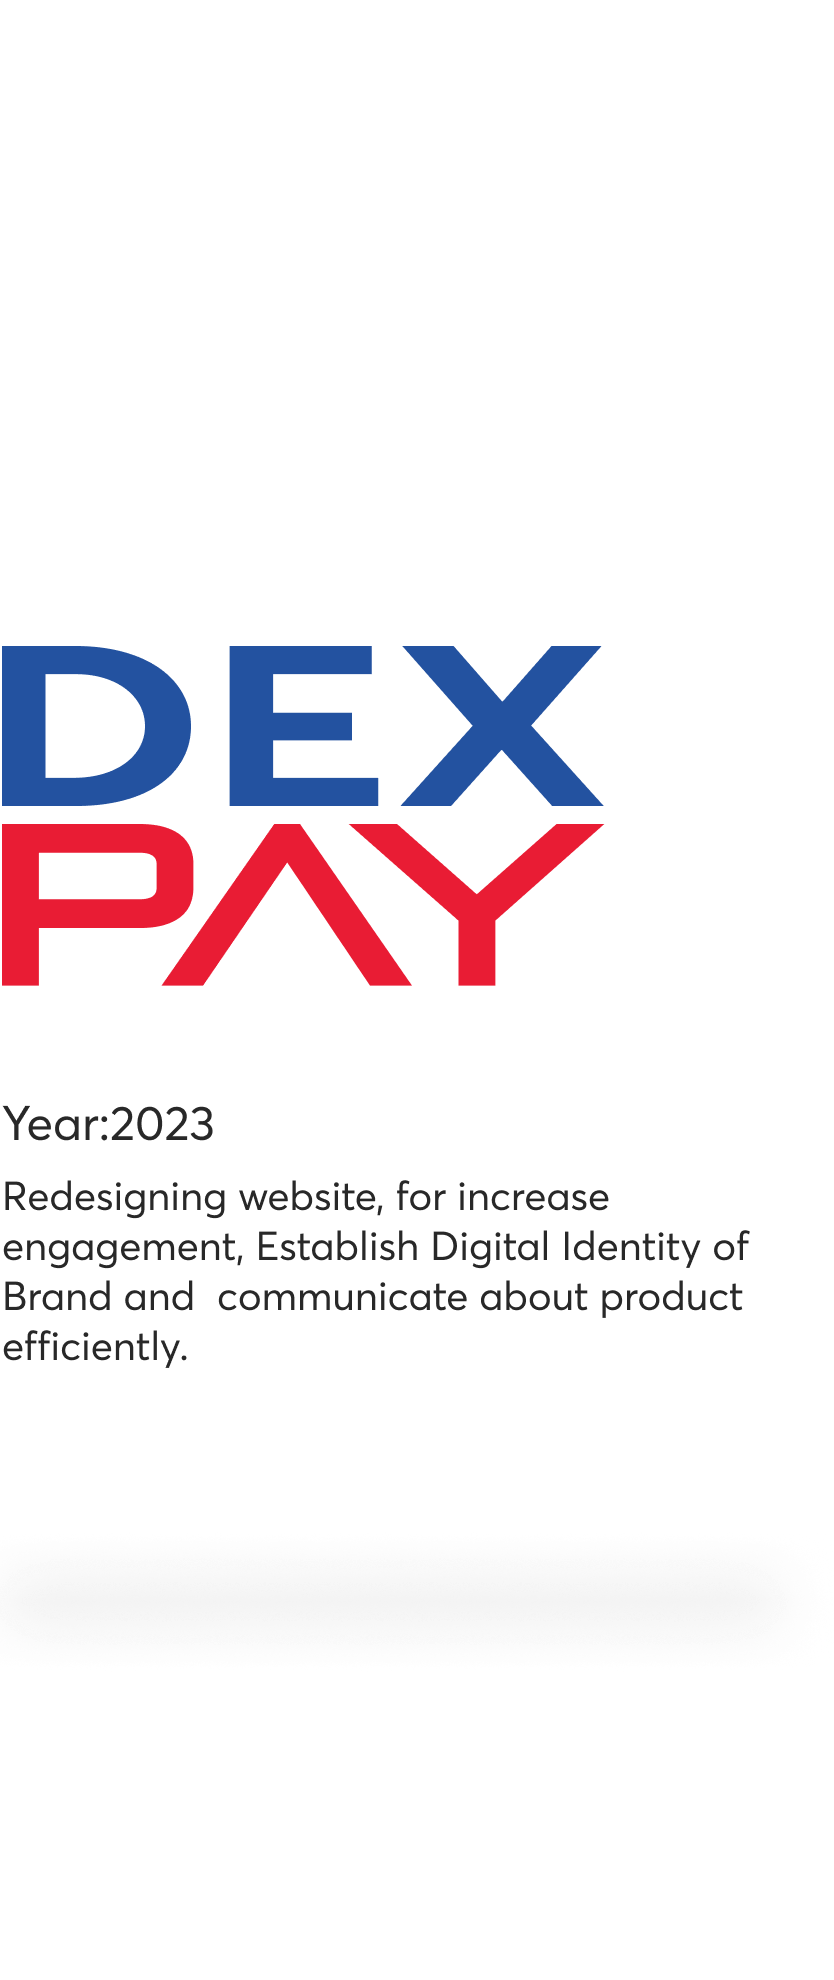 DEX
PAY
Year:2023
Redesigning website, for increase
engagement, Establish Digital Identity of
Brand and  communicate about product
efficiently.